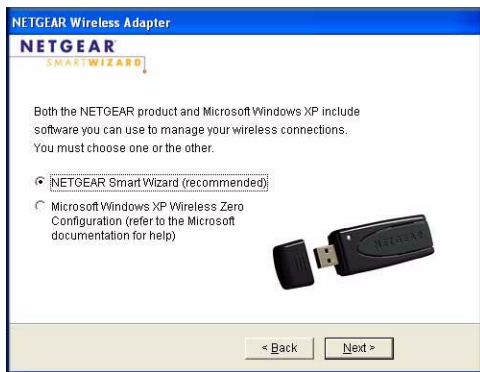 NETGEAR Wireless Adapter
NETGEAR
SMARTWIZARD
Both the NETGEAR product and Microsoft Windows XP include
software you can use to manage your wireless connections.
You must choose one or the other.
NETGEAR Smart Wizard (recommended)
Microsoft Windows XP Wireless Zero
Configuration (refer to the Microsoft
documentation for help)
NETGEAR
< Back Next >